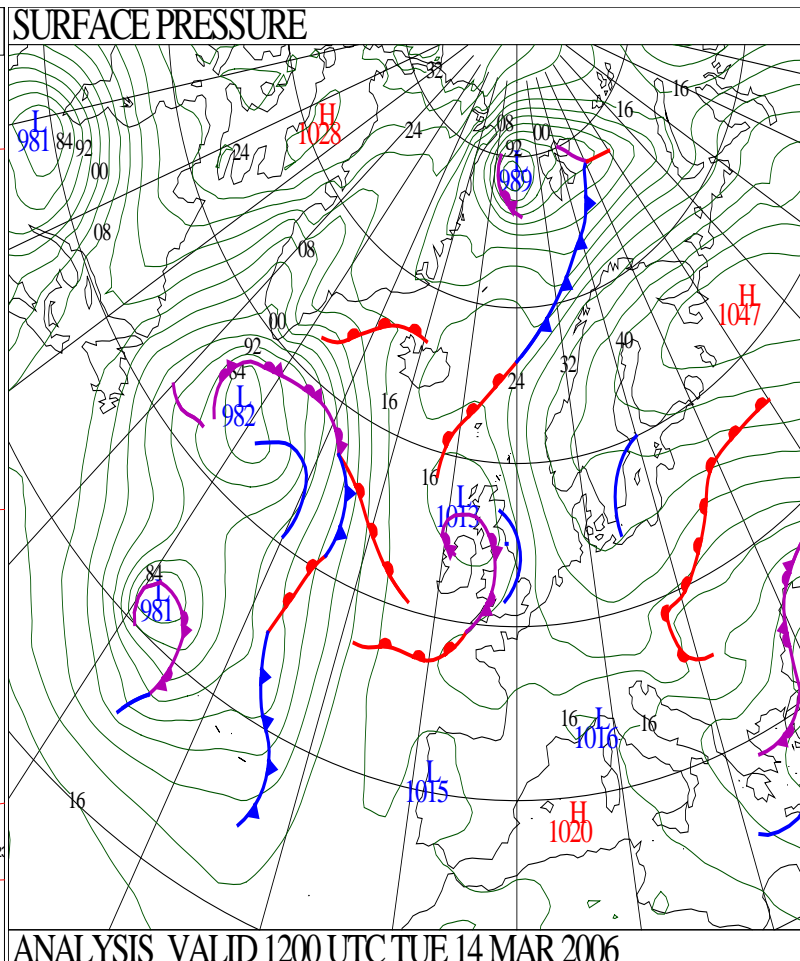 SURFACE PRESSURE
32
16
L
981
84
92
00
H
1028
24
24
08
00
92
L
989
16
08
08
H
1047
00
92
84
L
982
16
24
32
40
16
L
1013
84
L
981
16
L
1016
16
L
1015
16
H
1020
ANALYSIS VALID 1200 UTC TUE 14 MAR 2006